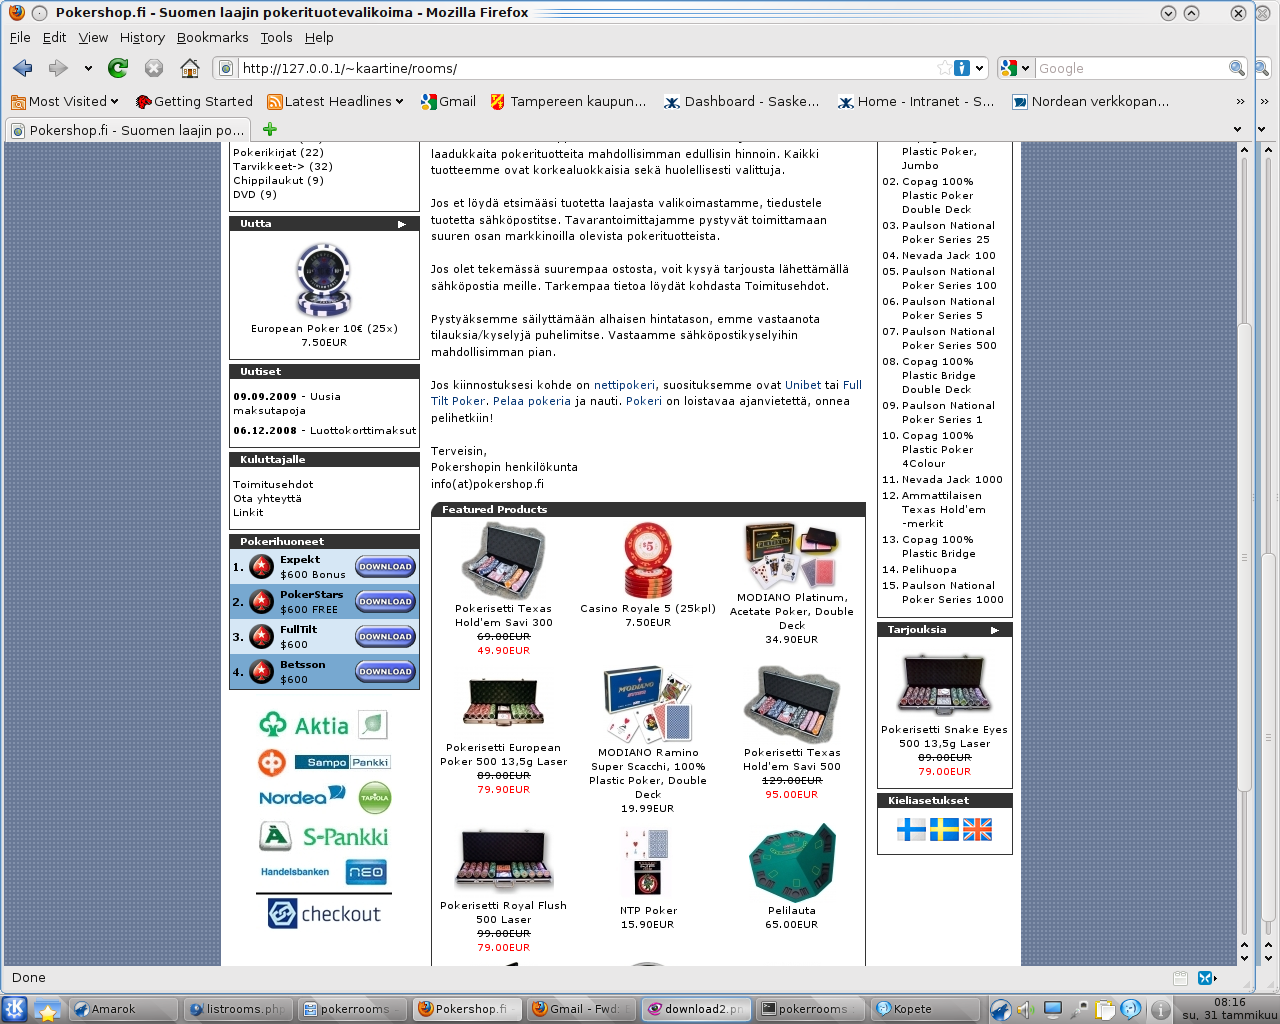 Pokershop.fi - Suomen laajin pokerituotevalikoima - Mozilla Firefox
File Edit View History Bookmarks Tools Help
http://127.0.0.1/~kaartine/rooms/
Google
Most Visited Getting Started Latest Headlines Gmail Tampereen kaupun... Dashboard - Saske... Home - Intranet - S... Nordean verkkopan...
Pokershop.fi - Suomen laajin po...
Pokerikirjat (22)
Tarvikkeet-> (32)
Chippilaukut (9)
DVD (9)
Uutta
European Poker 10€ (25x)
7.50EUR
Uutiset
09.09.2009 - Uusia
maksutapoja
06.12.2008 - Luottokorttimaksut
Kuluttajalle
Toimitusehdot
Ota yhteyttä
Linkit
Pokerihuoneet
1. Expekt
$600 Bonus
DOWNLOAD
2. PokerStars
$600 FREE
DOWNLOAD
3. FullTilt
$600
DOWNLOAD
4. Betsson
$600
DOWNLOAD
Aktia
Sampo Pankki
Nordea
TAPIOLA
S-Pankki
Handelsbanken
neo
checkout
laadukkaita pokerituotteita mahdollisimman edullisin hinnoin. Kaikki
tuotteemme ovat korkealuokkaisia sekä huolellisesti valittuja.
Jos et löydä etsimääsi tuotetta laajasta valikoimastamme, tiedustele
tuotetta sähköpostitse. Tavarantoimittajamme pystyvät toimittamaan
suuren osan markkinoilla olevista pokerituotteista.
Jos olet tekemässä suurempaa ostosta, voit kysyä tarjousta lähettämällä
sähköpostia meille. Tarkempaa tietoa löydät kohdasta Toimitusehdot.
Pystyäksemme säilyttämään alhaisen hintatason, emme vastaanota
tilauksia/kyselyjä puhelimitse. Vastaamme sähköpostikyselyihin
mahdollisimman pian.
Jos kiinnostuksesi kohde on nettipokeri, suosituksemme ovat Unibet tai Full
Tilt Poker. Pelaa pokeria ja nauti. Pokeri on loistavaa ajanvietettä, onnea
pelihetkiin!
Terveisin,
Pokershopin henkilökunta
info(at)pokershop.fi
Featured Products
Pokerisetti Texas
Hold'em Savi 300
69.00EUR
49.90EUR
Casino Royale 5 (25kpl)
7.50EUR
MODIANO Platinum,
Acetate Poker, Double
Deck
34.90EUR
Pokerisetti European
Poker 500 13,5g Laser
89.00EUR
79.90EUR
MODIANO Ramino
Super Scacchi, 100%
Plastic Poker, Double
Deck
19.99EUR
Pokerisetti Texas
Hold'em Savi 500
129.00EUR
95.00EUR
Pokerisetti Royal Flush
500 Laser
99.00EUR
79.00EUR
NTP Poker
15.90EUR
Pelilauta
65.00EUR
Plastic Poker,
Jumbo
02. Copag 100%
Plastic Poker
Double Deck
03. Paulson National
Poker Series 25
04. Nevada Jack 100
05. Paulson National
Poker Series 100
06. Paulson National
Poker Series 5
07. Paulson National
Poker Series 500
08. Copag 100%
Plastic Bridge
Double Deck
09. Paulson National
Poker Series 1
10. Copag 100%
Plastic Poker
4Colour
11. Nevada Jack 1000
12. Ammattilaisen
Texas Hold'em
-merkit
13. Copag 100%
Plastic Bridge
14. Pelihuopa
15. Paulson National
Poker Series 1000
Tarjouksia
Pokerisetti Snake Eyes
500 13,5g Laser
89.00EUR
79.00EUR
Kieliasetukset
Done
Amarok listrooms.php pokerrooms Pokershop.fi - Gmail - Fwd: download2.pn pokerrooms Kopete
08:16
su, 31 tammikuu